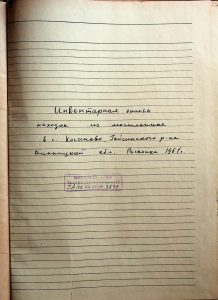 Инвентарная опись
находок из могильника
в с. Косаново Гайсинского р-на
Винницкой обл. Раскопки 1961 г.